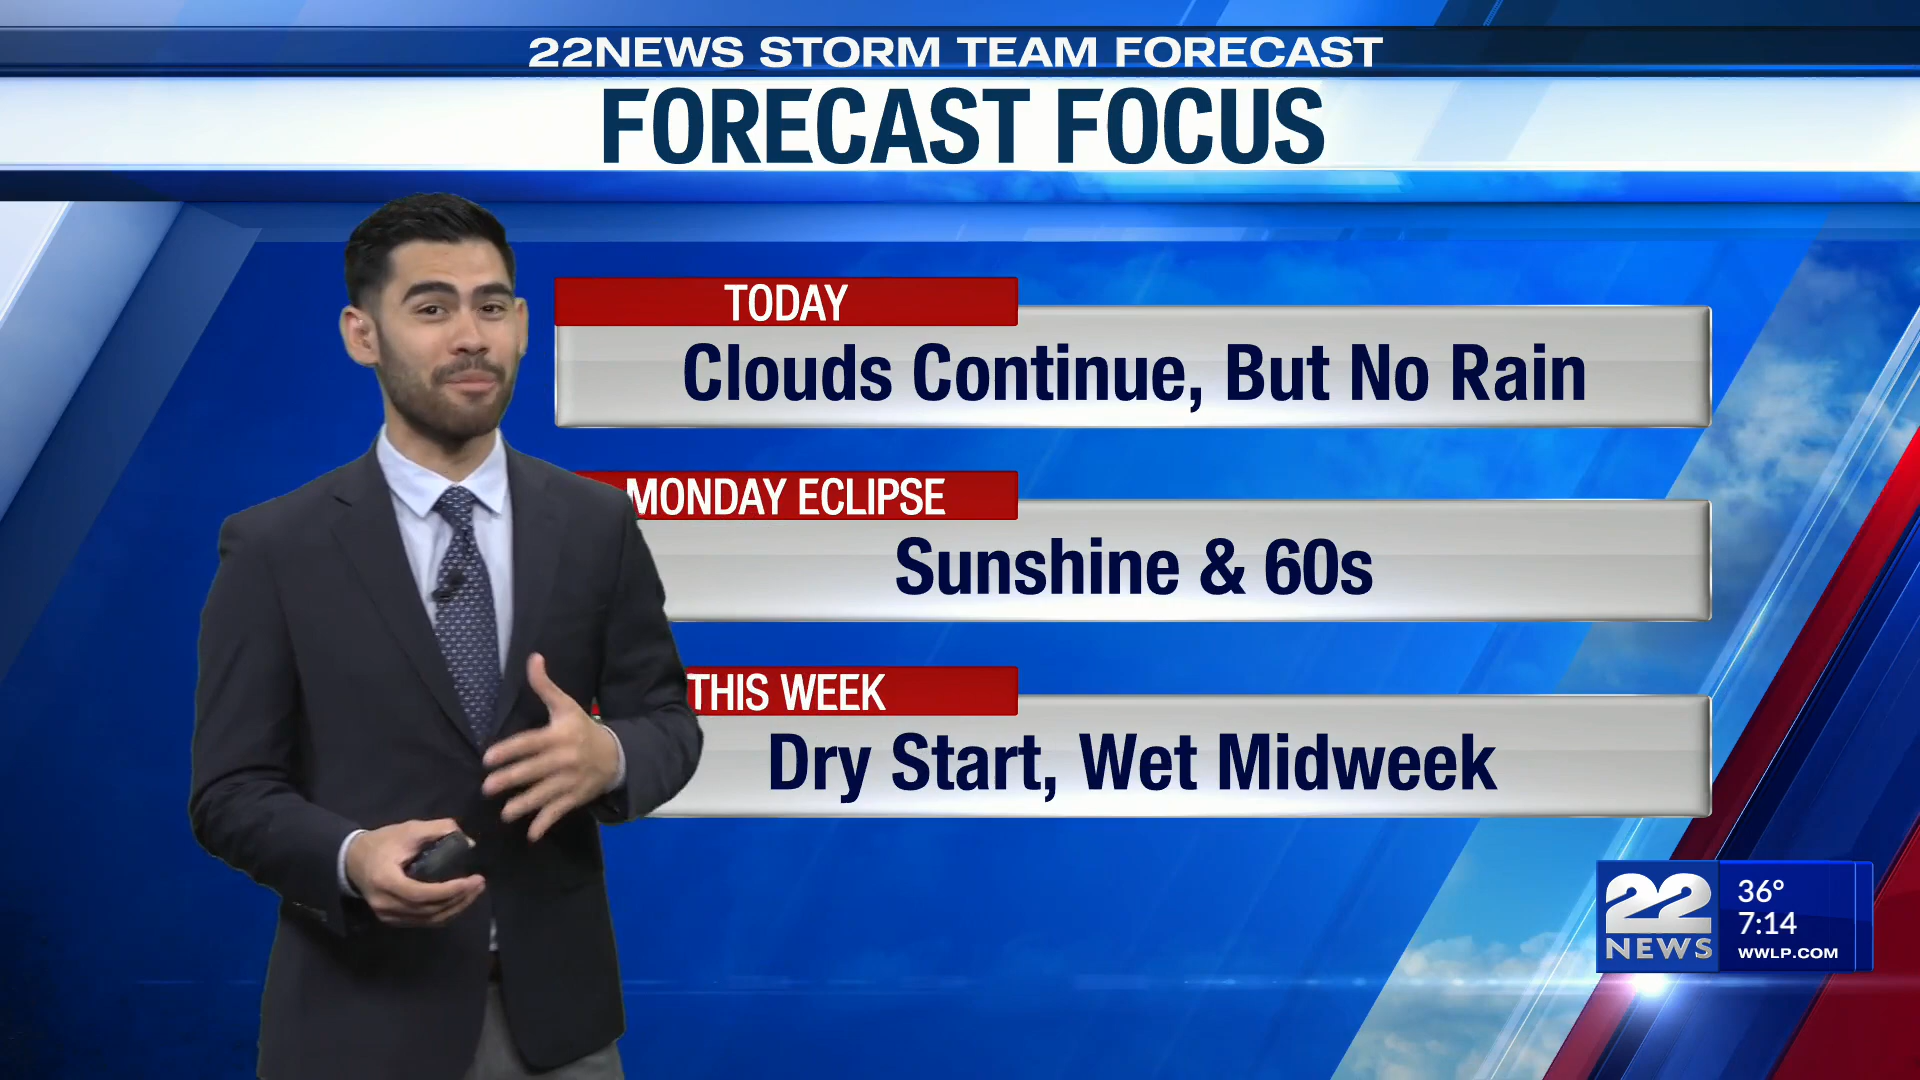 22NEWS STORM TEAM FORECAST
FORECAST FOCUS
TODAY
Clouds Continue, But No Rain
MONDAY ECLIPSE
Sunshine & 60s
THIS WEEK
Dry Start, Wet Midweek
22
NEWS
36°
7:14
WWLP.COM